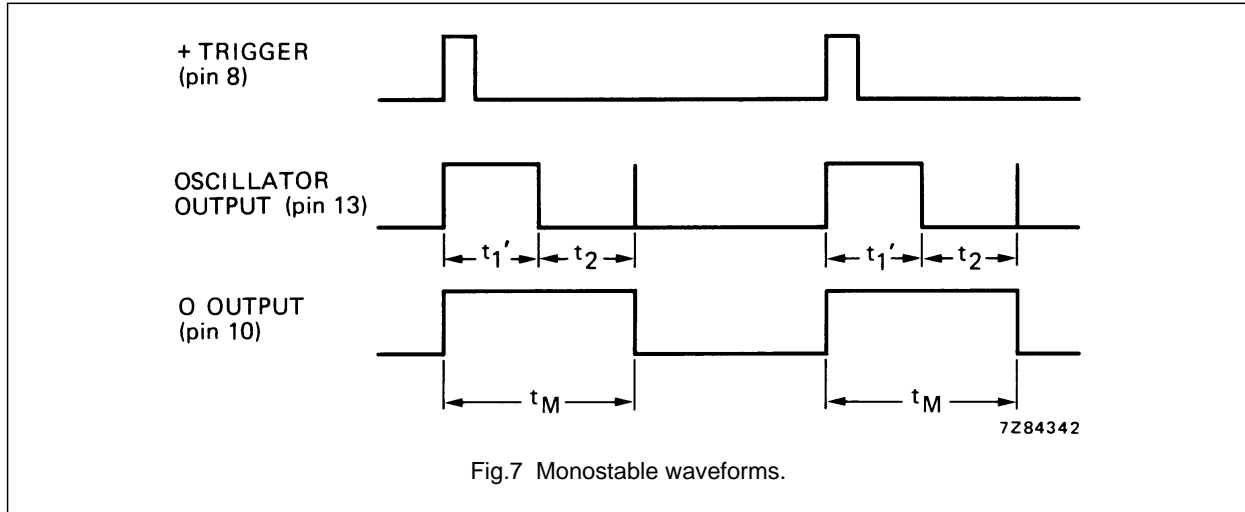 + TRIGGER
(pin 8)
OSCILLATOR
OUTPUT (pin 13)
t1′ t2 t1′ t2
O OUTPUT
(pin 10)
tM tM
7Z84342
Fig.7 Monostable waveforms.